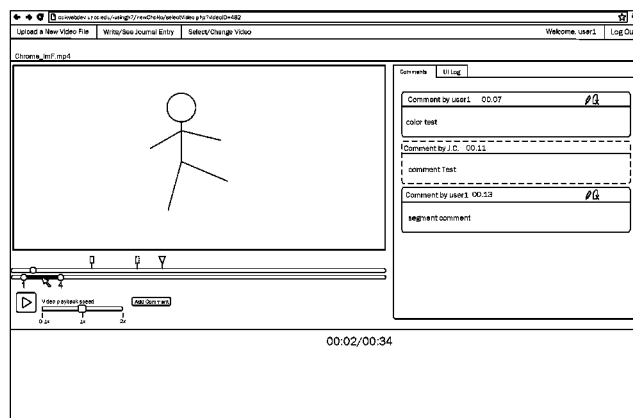 Upload a New Video File Write/See Journal Entry Select/Change Video Welcome, user1 Log Ou
Chrome_ImF.mp4
Comments UI Log
Comment by user1 00.07
color test
Comment by J.C. 00.11
comment Test
Comment by user1 00.13
segment comment
1 4
Video playback speed Add Comment
1x 2x
00:02/00:34